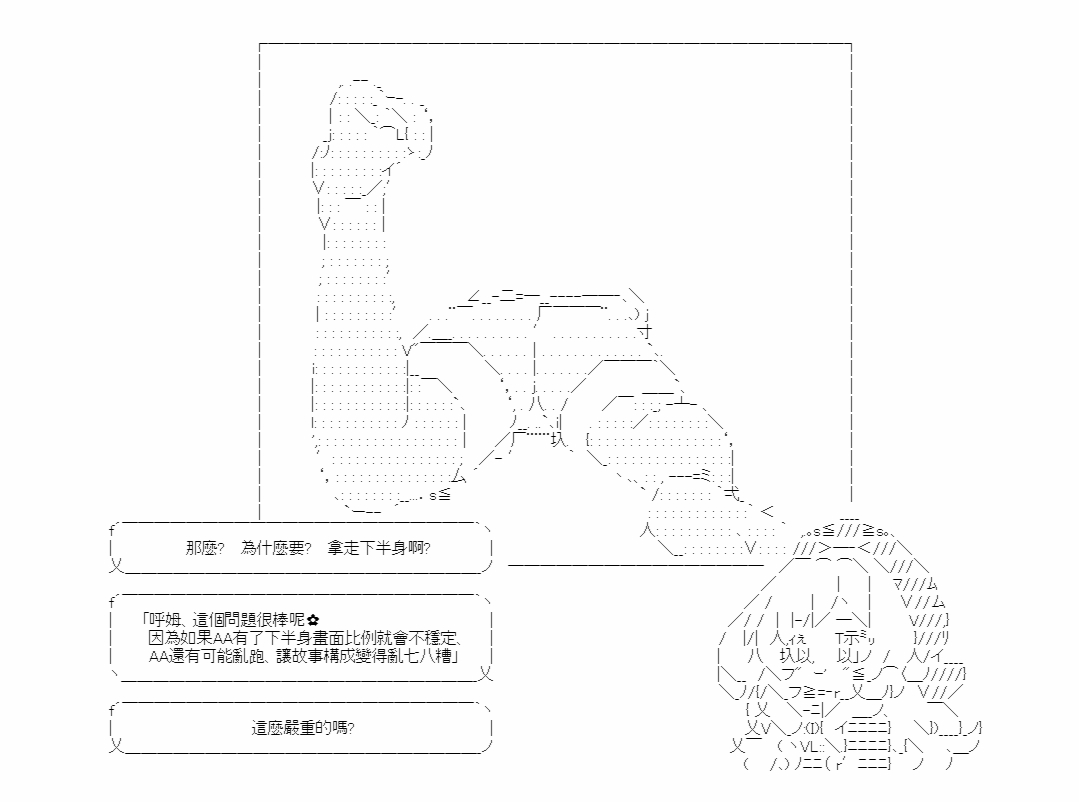 那麼?　為什麼要?　拿走下半身啊?
「呼姆、這個問題很棒呢✿
因為如果AA有了下半身畫面比例就會不穩定、
AA還有可能亂跑、讓故事構成變得亂七八糟」
這麼嚴重的嗎?